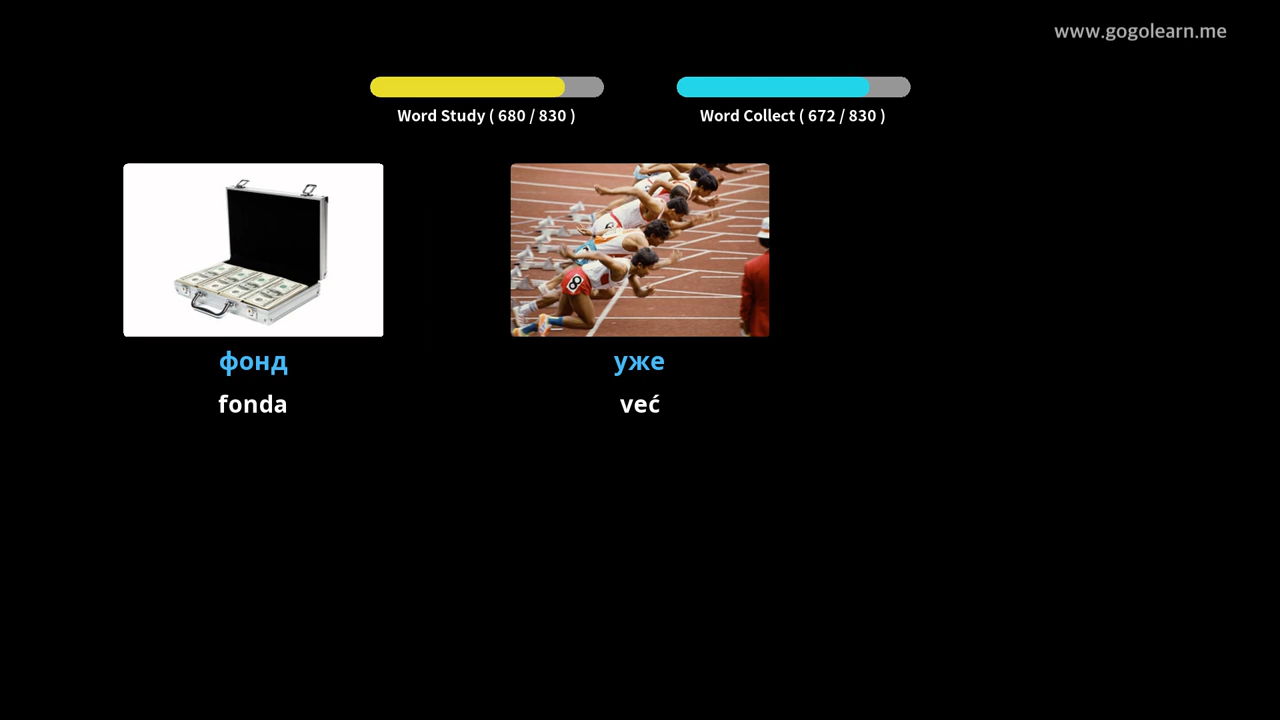 www.gogolearn.me
Word Study ( 680 / 830 )
Word Collect ( 672 / 830 )
фонд
уже
fonda
već